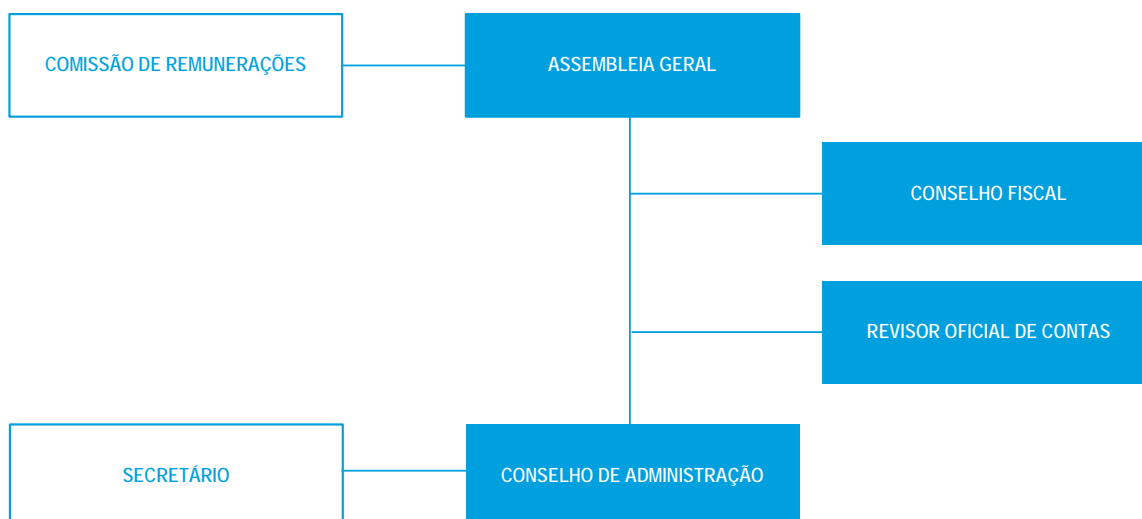 COMISSÃO DE REMUNERAÇÕES
ASSEMBLEIA GERAL
CONSELHO FISCAL
REVISOR OFICIAL DE CONTAS
SECRETÁRIO
CONSELHO DE ADMINISTRAÇÃO